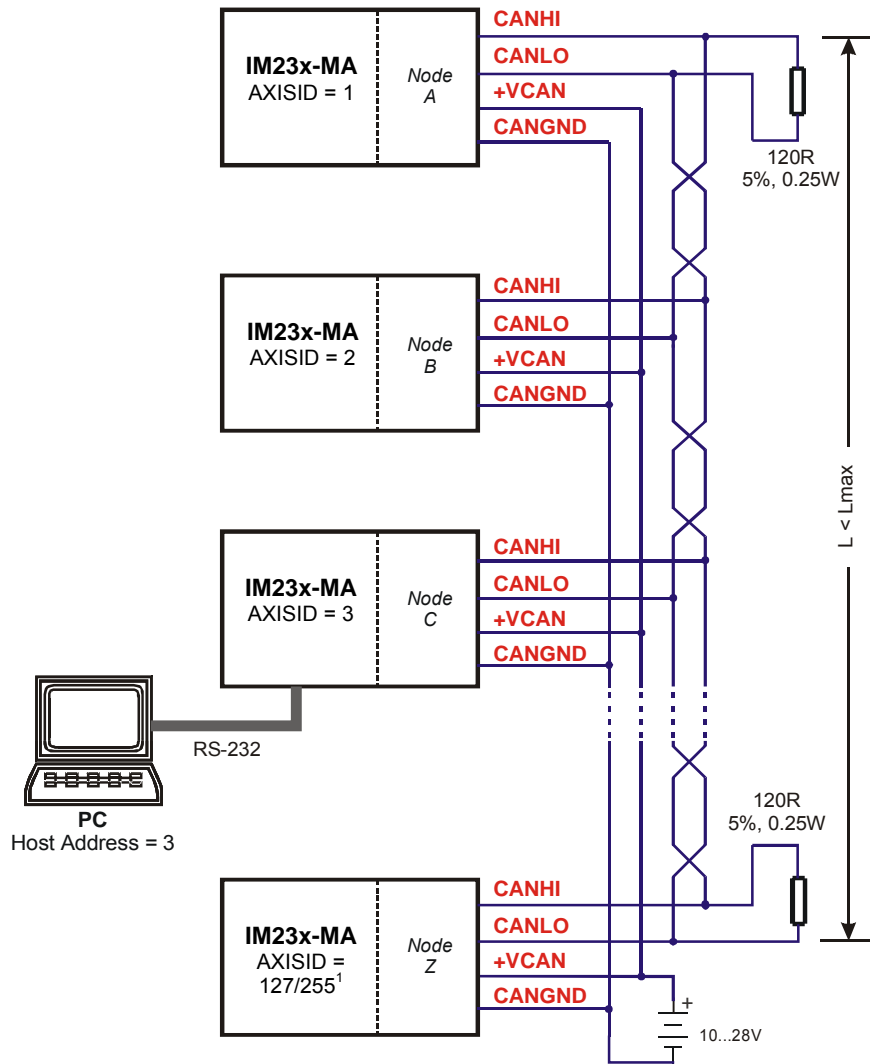 IM23x-MA
AXISID = 1
Node
A
CANHI
CANLO
+VCAN
CANGND
120R
5%, 0.25W
IM23x-MA
AXISID = 2
Node
B
CANHI
CANLO
+VCAN
CANGND
L < Lmax
IM23x-MA
AXISID = 3
Node
C
CANHI
CANLO
+VCAN
CANGND
RS-232
PC
Host Address = 3
120R
5%, 0.25W
IM23x-MA
AXISID =
127/255¹
Node
Z
CANHI
CANLO
+VCAN
CANGND
+
10...28V